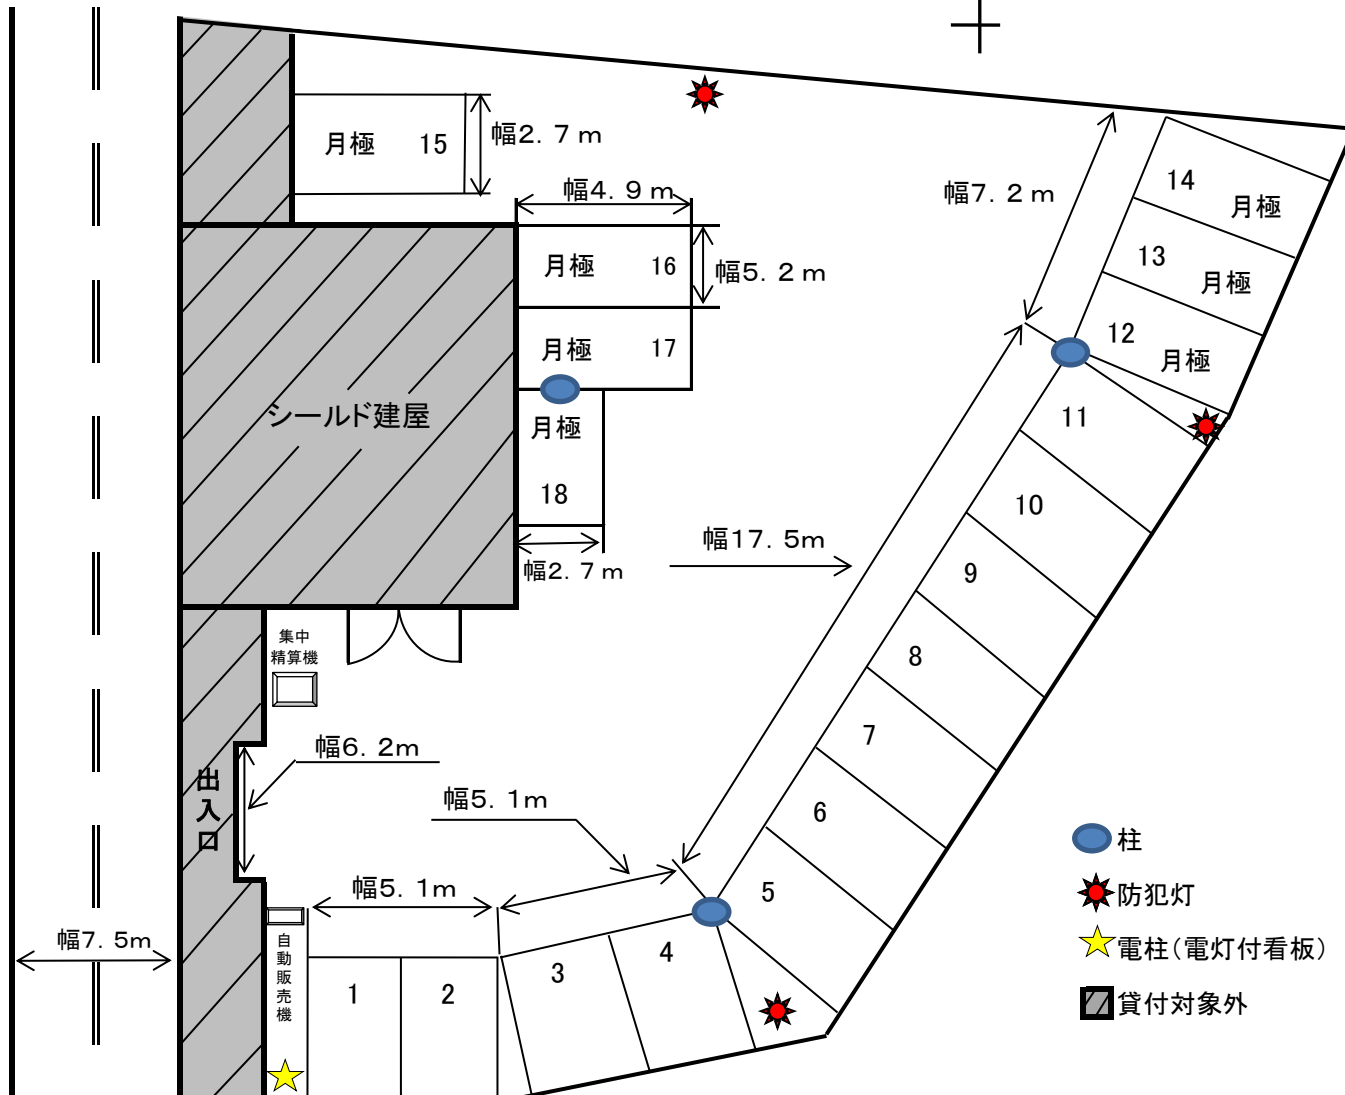 月極 15
幅2.7m
幅4.9m
月極 16
幅5.2m
月極 17
シールド建屋
月極
18
幅2.7m
幅7.2m
14
月極
13
月極
12
月極
11
10
9
8
7
6
5
幅17.5m
集中
精算機
幅6.2m
出入口
幅5.1m
幅5.1m
幅7.5m
自動販売機
1
2
3
4
柱
防犯灯
電柱(電灯付看板)
貸付対象外